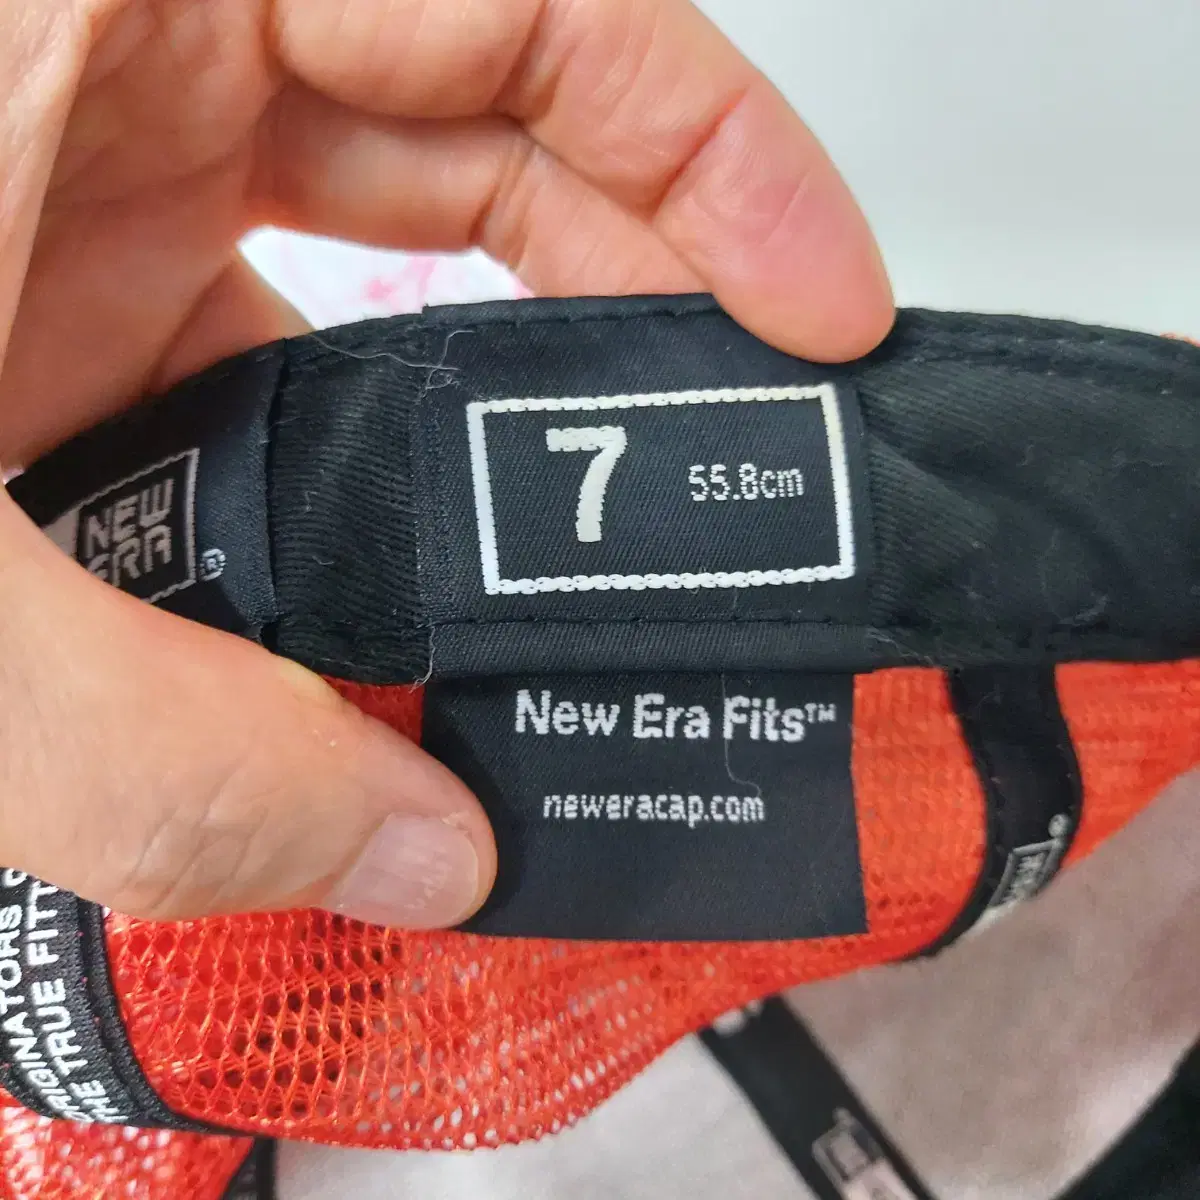 NEW
ERA
®
7 55.8cm
New Era Fits™
neweracap.com
ORIGINATORS
THE TRUE FITT